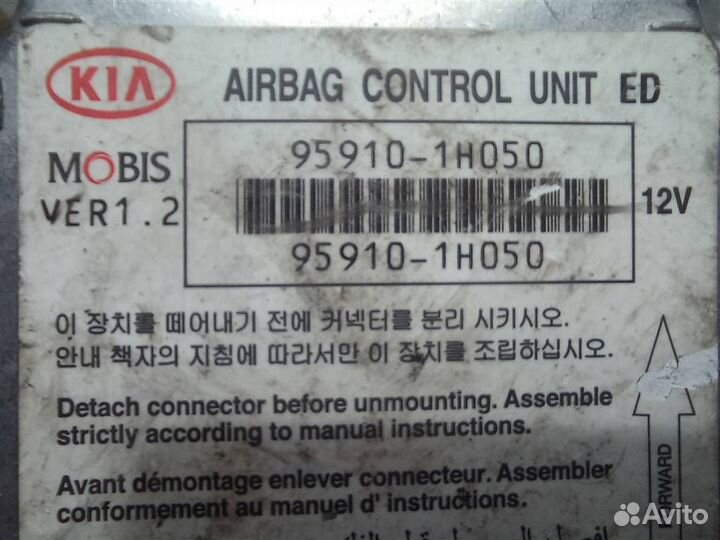 KIA AIRBAG CONTROL UNIT ED
MOBIS
VER1.2
95910-1H050
12V
95910-1H050
이 장치를 떼어내기 전에 커넥터를 분리 시키시오.
안내 책자의 지침에 따라서만 이 장치를 조립하십시오.
Detach connector before unmounting. Assemble
strictly according to manual instructions.
Avant démontage enlever connecteur. Assembler
conformement au manuel d' instructions.
FORWARD
Avito